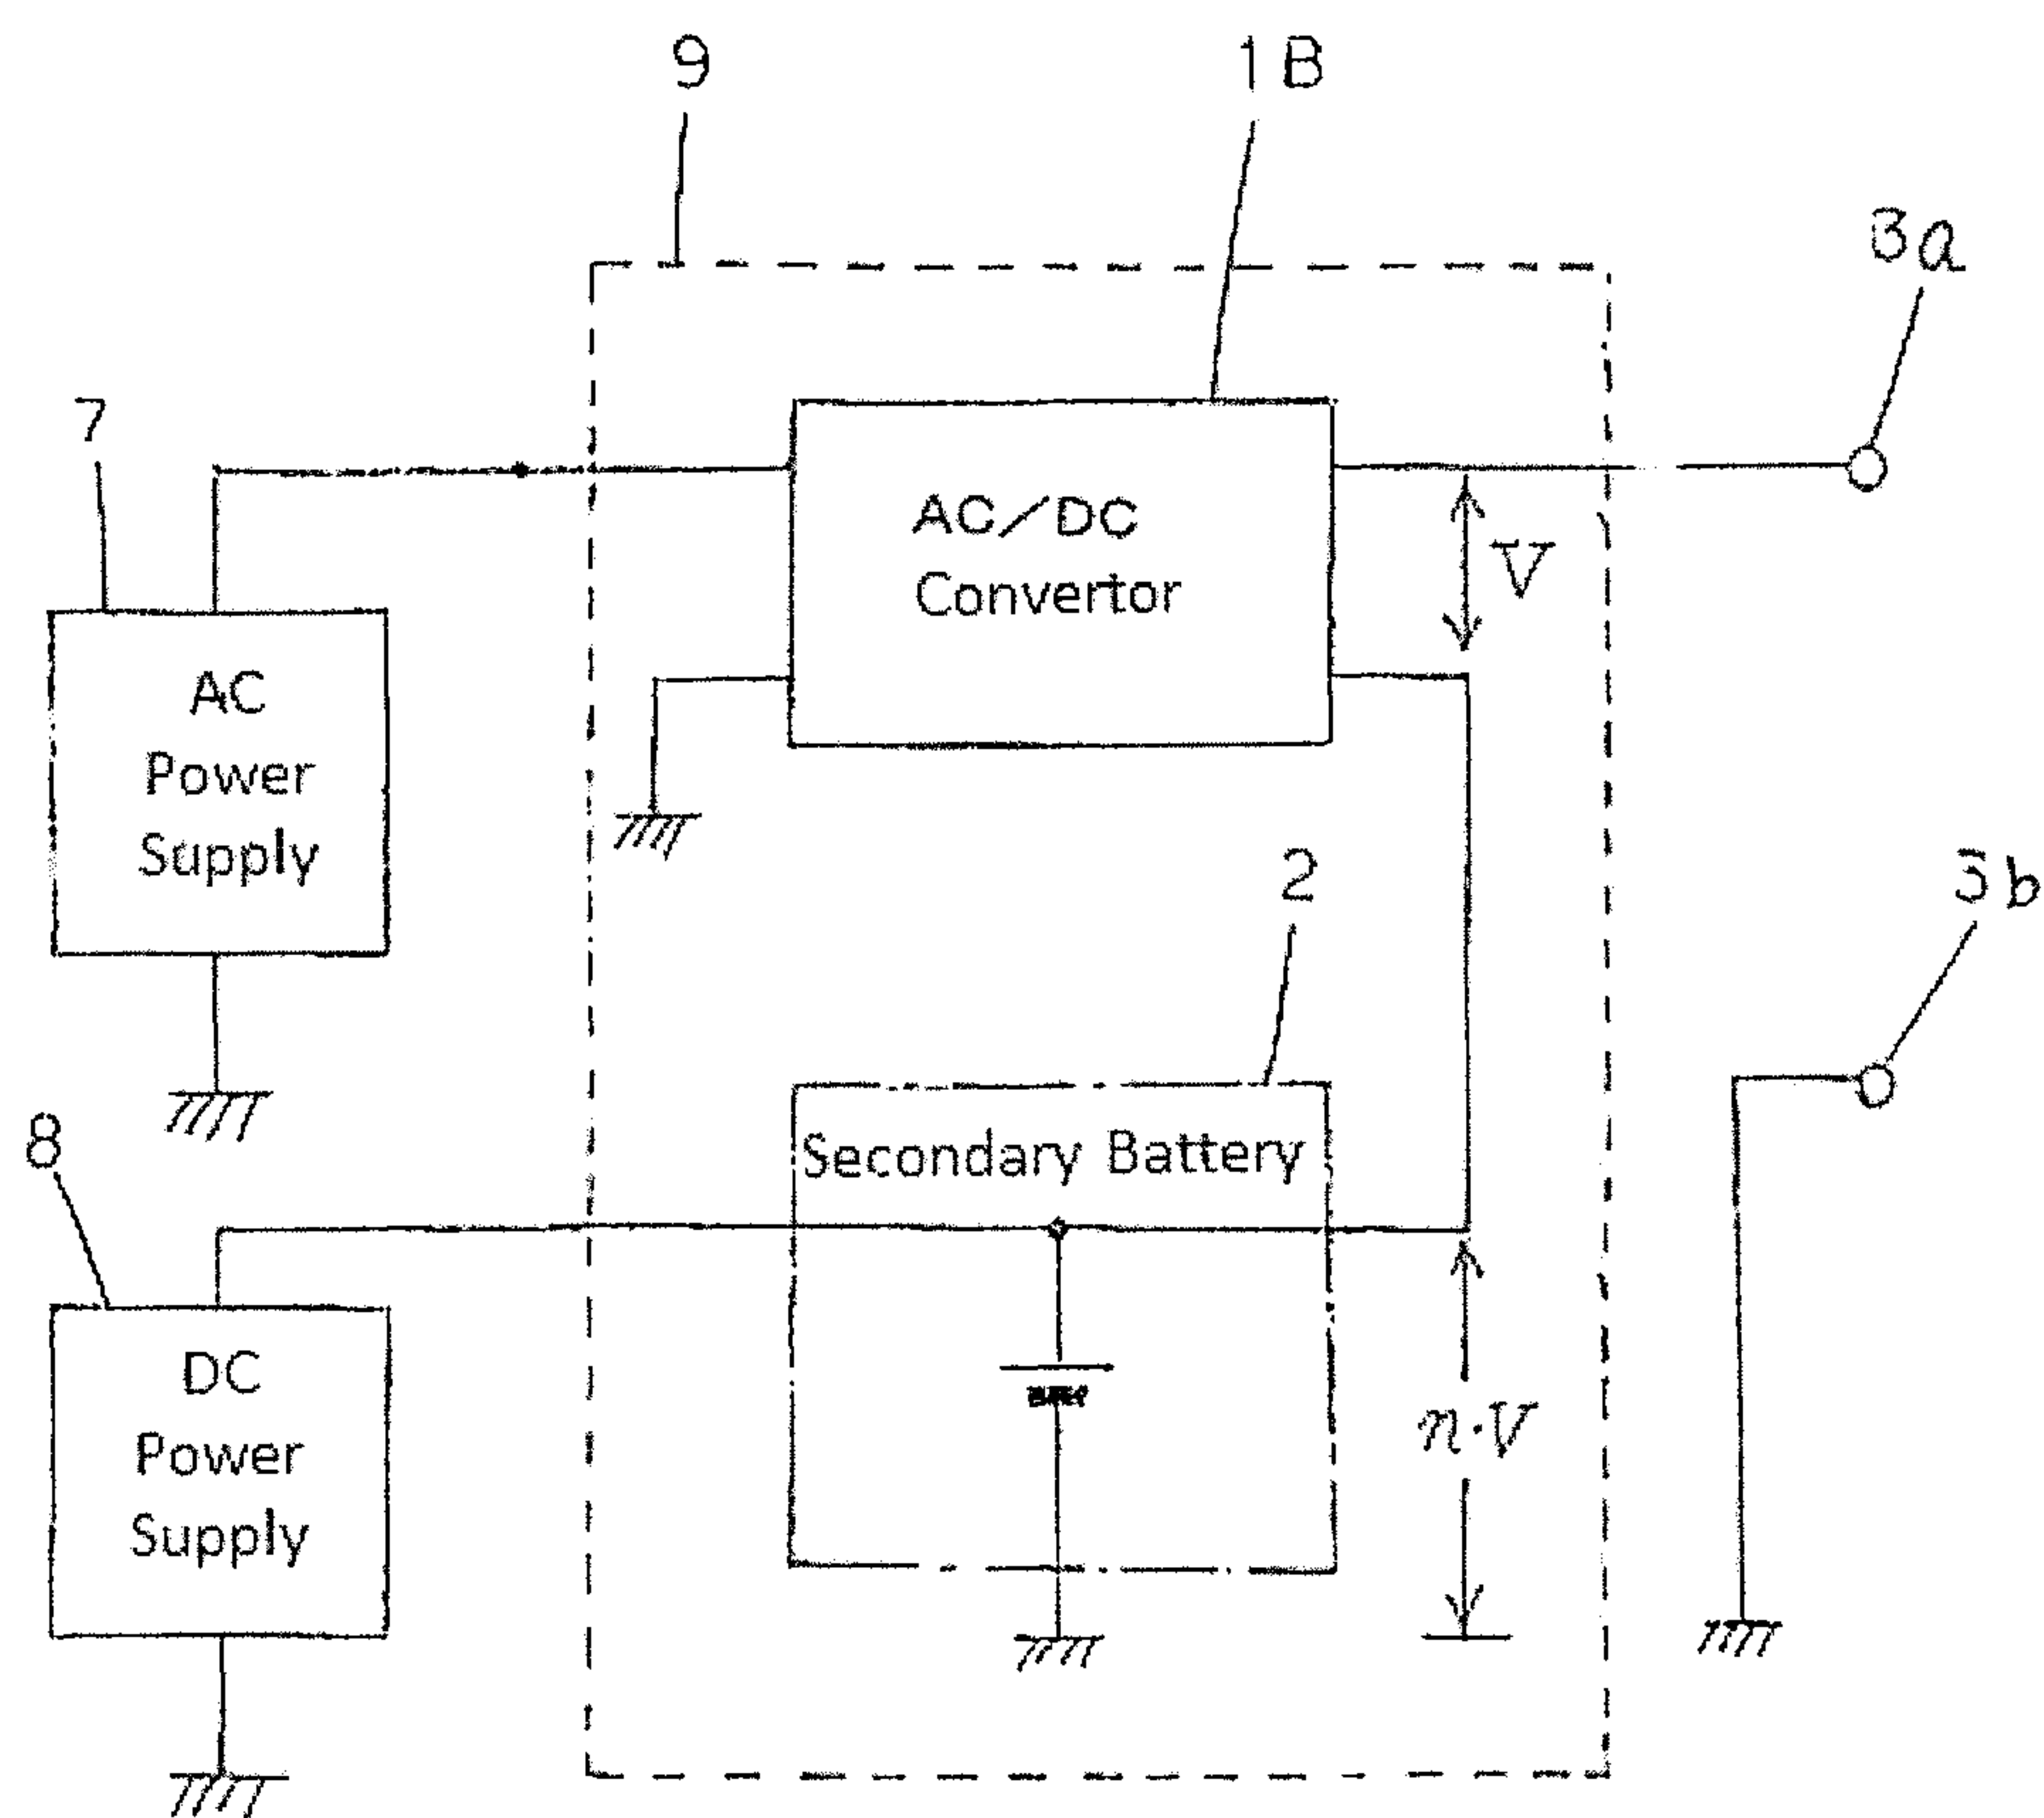 9
1B
3a
7
AC/DC
Convertor
V
AC
Power
Supply
2
3b
8
Secondary Battery
DC
Power
Supply
n·V